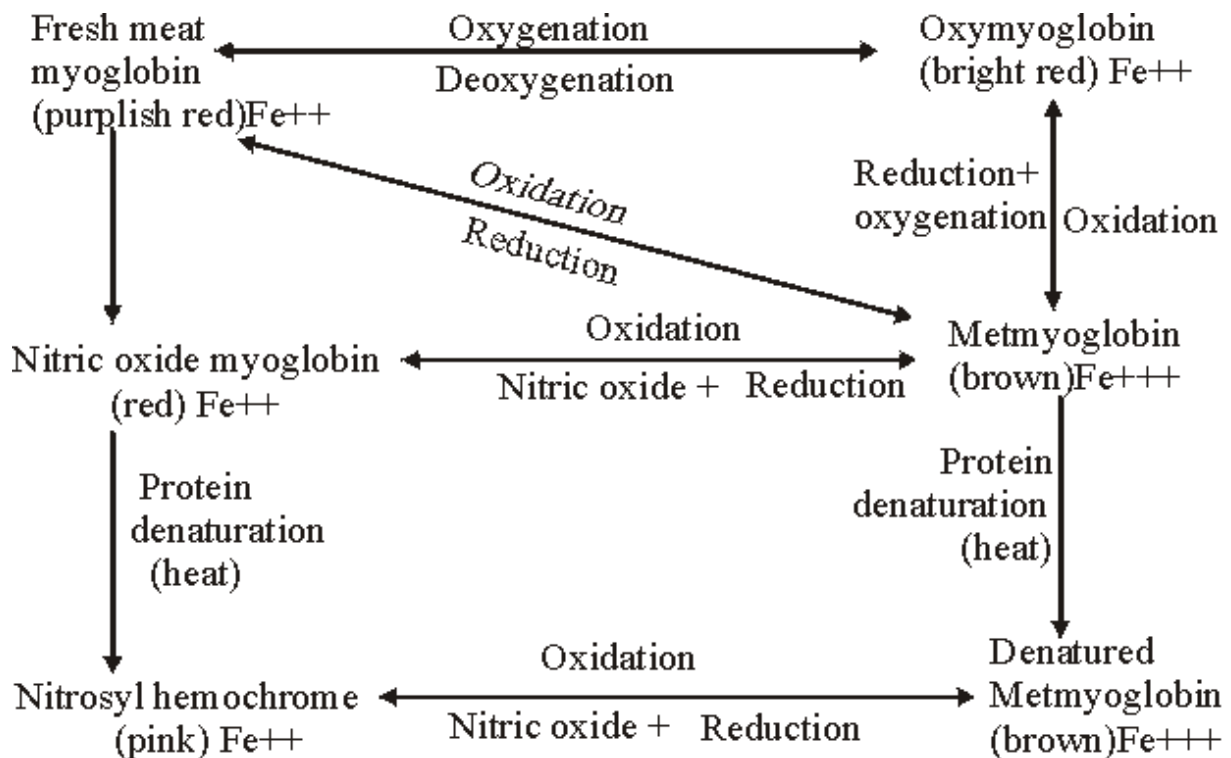 Fresh meat
myoglobin
(purplish red)Fe++
Oxygenation
Deoxygenation
Oxymyoglobin
(bright red) Fe++
Oxidation
Reduction
Reduction+
oxygenation
Oxidation
Nitric oxide myoglobin
(red) Fe++
Oxidation
Nitric oxide + Reduction
Metmyoglobin
(brown)Fe+++
Protein
denaturation
(heat)
Protein
denaturation
(heat)
Nitrosyl hemochrome
(pink) Fe++
Oxidation
Nitric oxide + Reduction
Denatured
Metmyoglobin
(brown)Fe+++